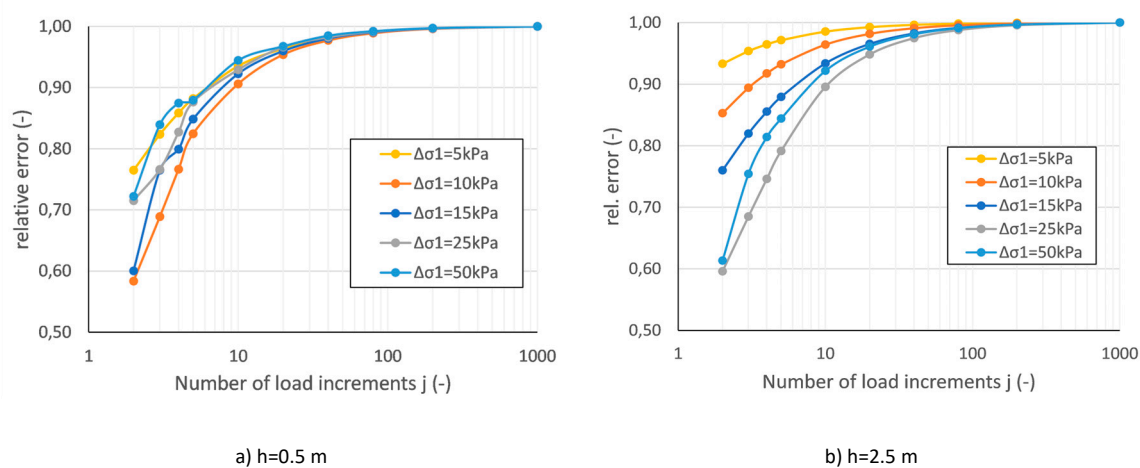 1,00
0,90
0,80
0,70
0,60
0,50
relative error (-)
1
10
100
1000
Number of load increments j (-)
Δσ1=5kPa
Δσ1=10kPa
Δσ1=15kPa
Δσ1=25kPa
Δσ1=50kPa
a) h=0.5 m
1,00
0,90
0,80
0,70
0,60
0,50
rel. error (-)
1
10
100
1000
Number of load increments j (-)
Δσ1=5kPa
Δσ1=10kPa
Δσ1=15kPa
Δσ1=25kPa
Δσ1=50kPa
b) h=2.5 m